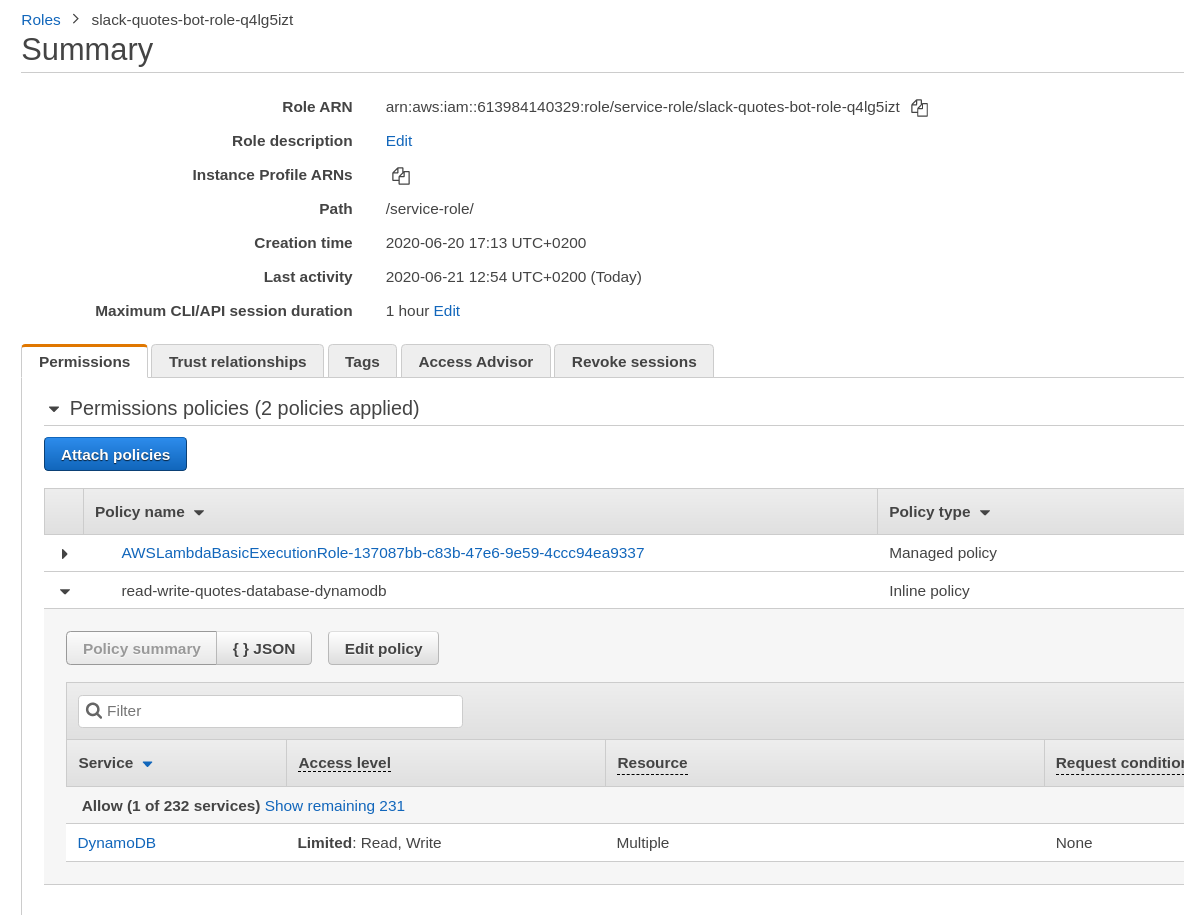 Roles > slack-quotes-bot-role-q4lg5izt
Summary
Role ARN arn:aws:iam::613984140329:role/service-role/slack-quotes-bot-role-q4lg5izt
Role description Edit
Instance Profile ARNs
Path /service-role/
Creation time 2020-06-20 17:13 UTC+0200
Last activity 2020-06-21 12:54 UTC+0200 (Today)
Maximum CLI/API session duration 1 hour Edit
Permissions Trust relationships Tags Access Advisor Revoke sessions
Permissions policies (2 policies applied)
Attach policies
Policy name Policy type
AWSLambdaBasicExecutionRole-137087bb-c83b-47e6-9e59-4ccc94ea9337 Managed policy
read-write-quotes-database-dynamodb Inline policy
Policy summary { } JSON Edit policy
Filter
Service Access level Resource Request condition
Allow (1 of 232 services) Show remaining 231
DynamoDB Limited: Read, Write Multiple None